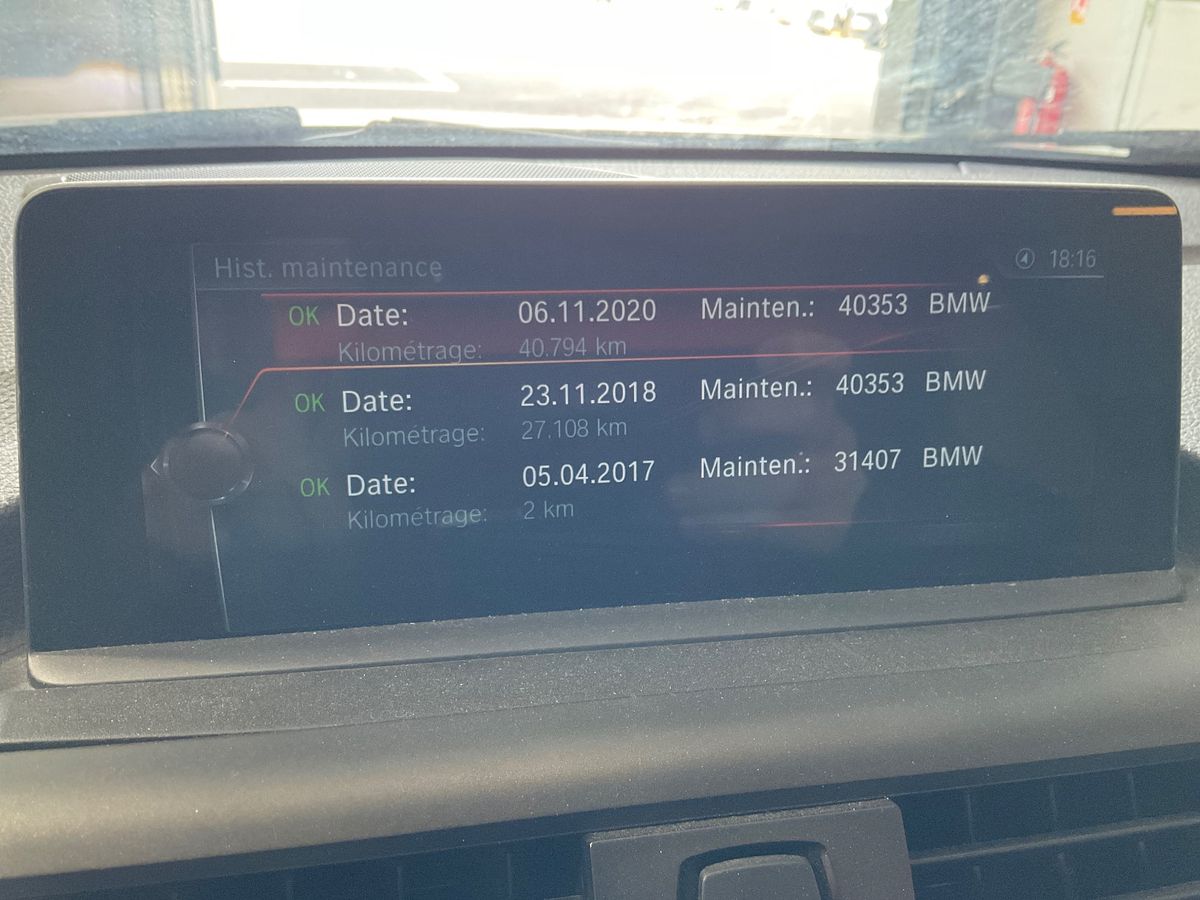 Hist. maintenance 18:16
OK Date: 06.11.2020 Mainten.: 40353 BMW
Kilométrage: 40.794 km
OK Date: 23.11.2018 Mainten.: 40353 BMW
Kilométrage: 27.108 km
OK Date: 05.04.2017 Mainten.: 31407 BMW
Kilométrage: 2 km